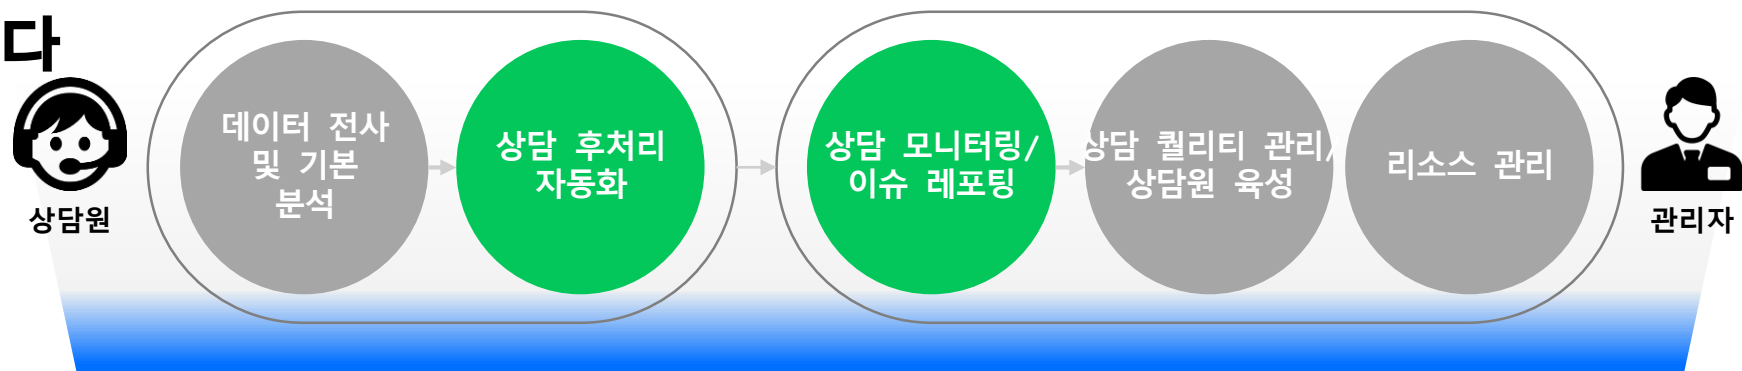 다
데이터 전사
및 기본
분석
상담 후처리
자동화
상담 모니터링/
이슈 레포팅
상담 퀄리티 관리/
상담원 육성
리소스 관리
상담원
관리자